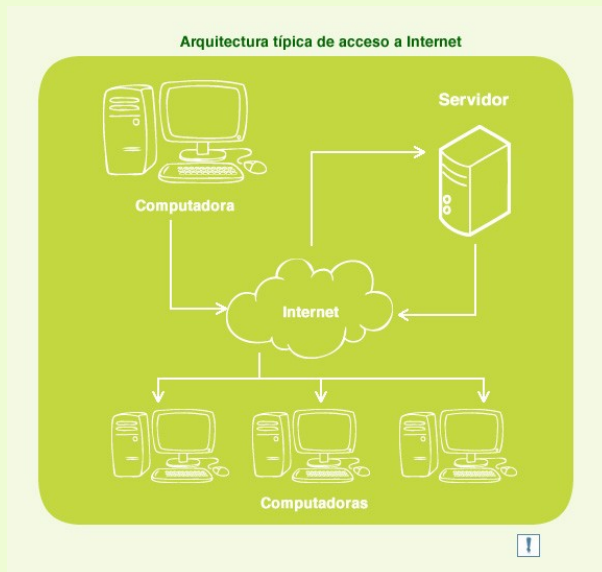 Arquitectura típica de acceso a Internet
Servidor
Computadora
Internet
Computadoras
!